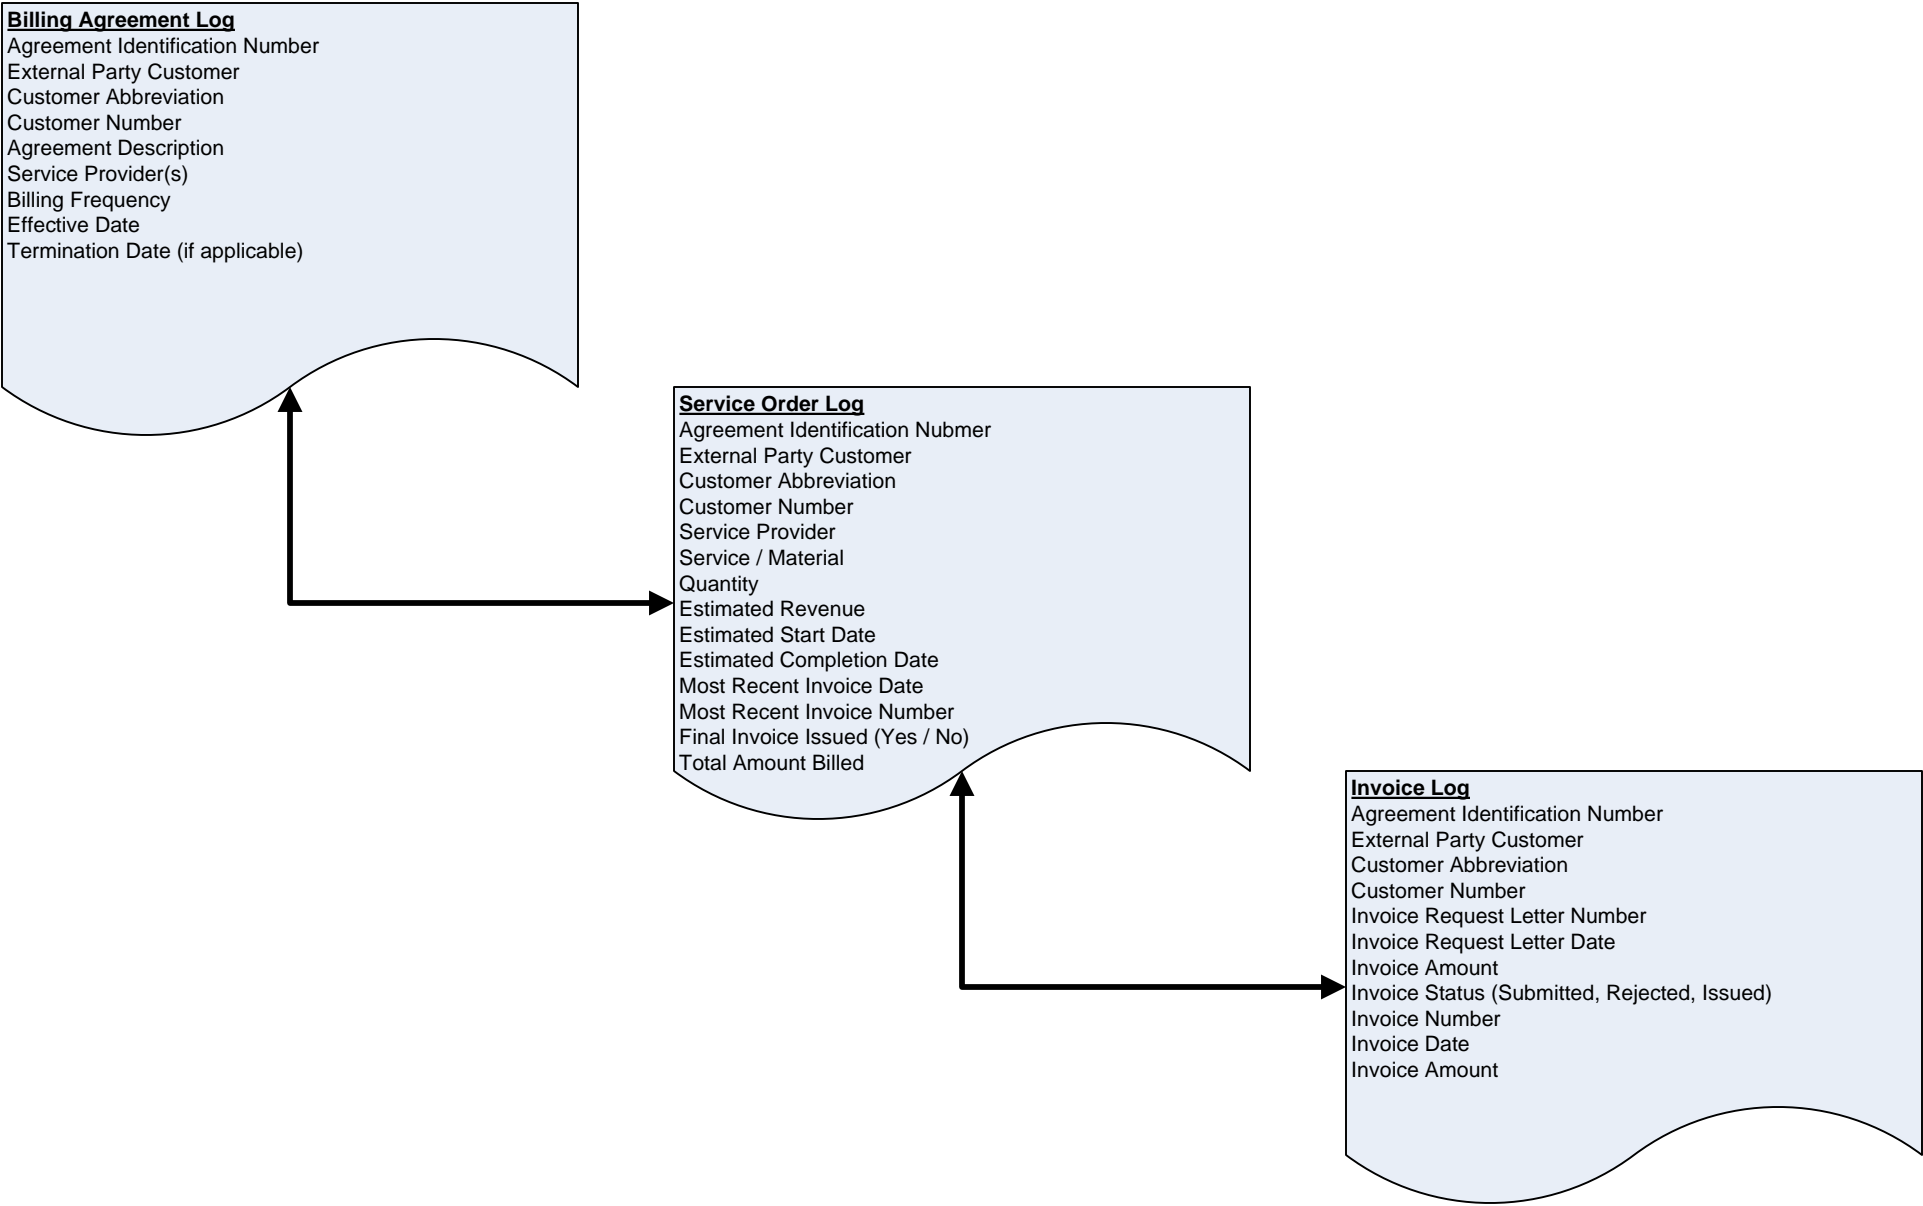 Billing Agreement Log
Agreement Identification Number
External Party Customer
Customer Abbreviation
Customer Number
Agreement Description
Service Provider(s)
Billing Frequency
Effective Date
Termination Date (if applicable)
Service Order Log
Agreement Identification Nubmer
External Party Customer
Customer Abbreviation
Customer Number
Service Provider
Service / Material
Quantity
Estimated Revenue
Estimated Start Date
Estimated Completion Date
Most Recent Invoice Date
Most Recent Invoice Number
Final Invoice Issued (Yes / No)
Total Amount Billed
Invoice Log
Agreement Identification Number
External Party Customer
Customer Abbreviation
Customer Number
Invoice Request Letter Number
Invoice Request Letter Date
Invoice Amount
Invoice Status (Submitted, Rejected, Issued)
Invoice Number
Invoice Date
Invoice Amount